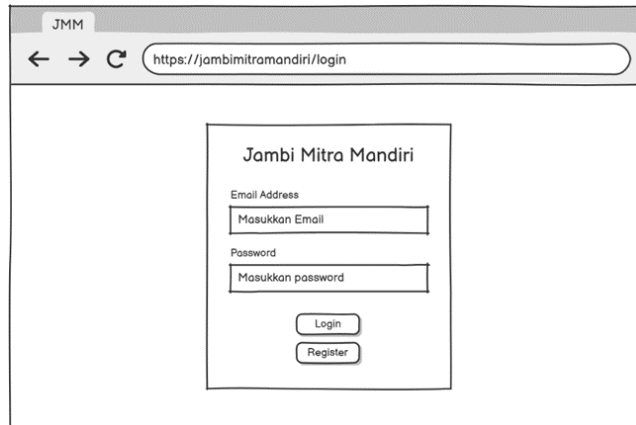 JMM
https://jambimitramandiri/login
Jambi Mitra Mandiri
Email Address
Masukkan Email
Password
Masukkan password
Login
Register